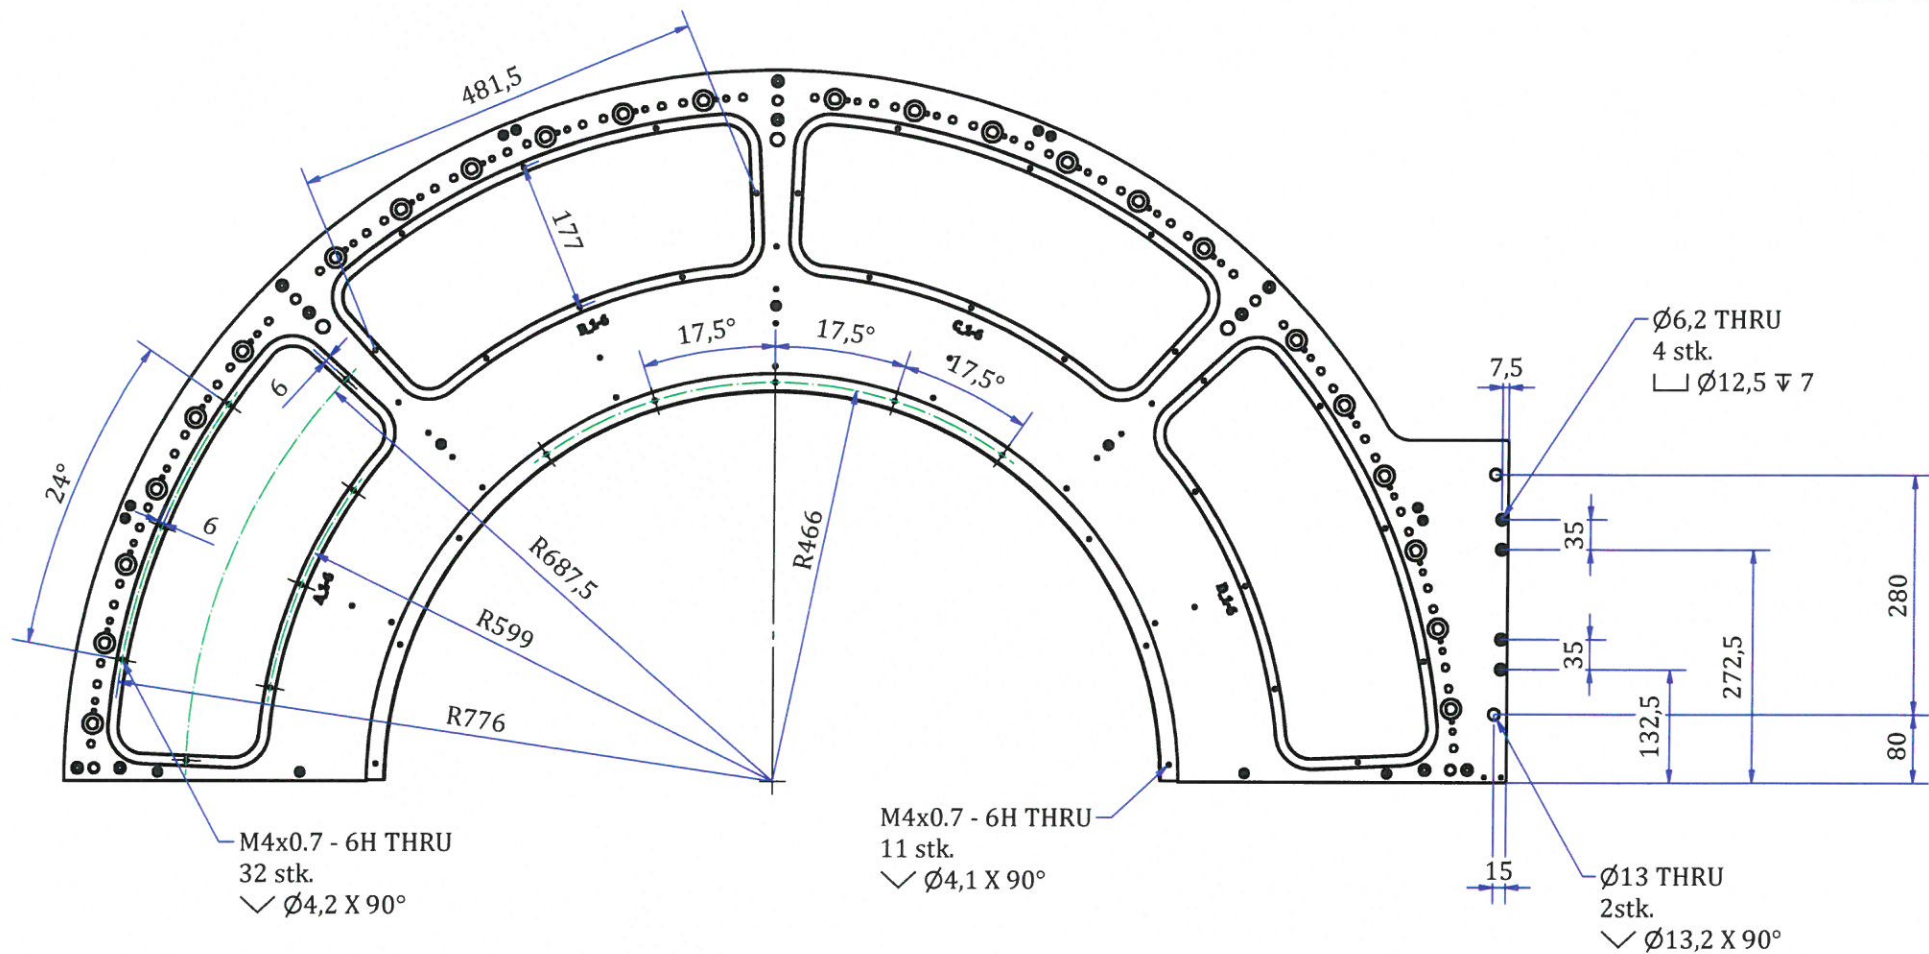 481,5
177
17,5°
17,5°
17,5°
6
24°
6
R687,5
R599
R776
R466
Ø6,2 THRU
4 stk.
⌴ Ø12,5 ↧ 7
7,5
35
280
35
272,5
132,5
80
15
M4x0.7 - 6H THRU
32 stk.
⌵ Ø4,2 X 90°
M4x0.7 - 6H THRU
11 stk.
⌵ Ø4,1 X 90°
Ø13 THRU
2stk.
⌵ Ø13,2 X 90°